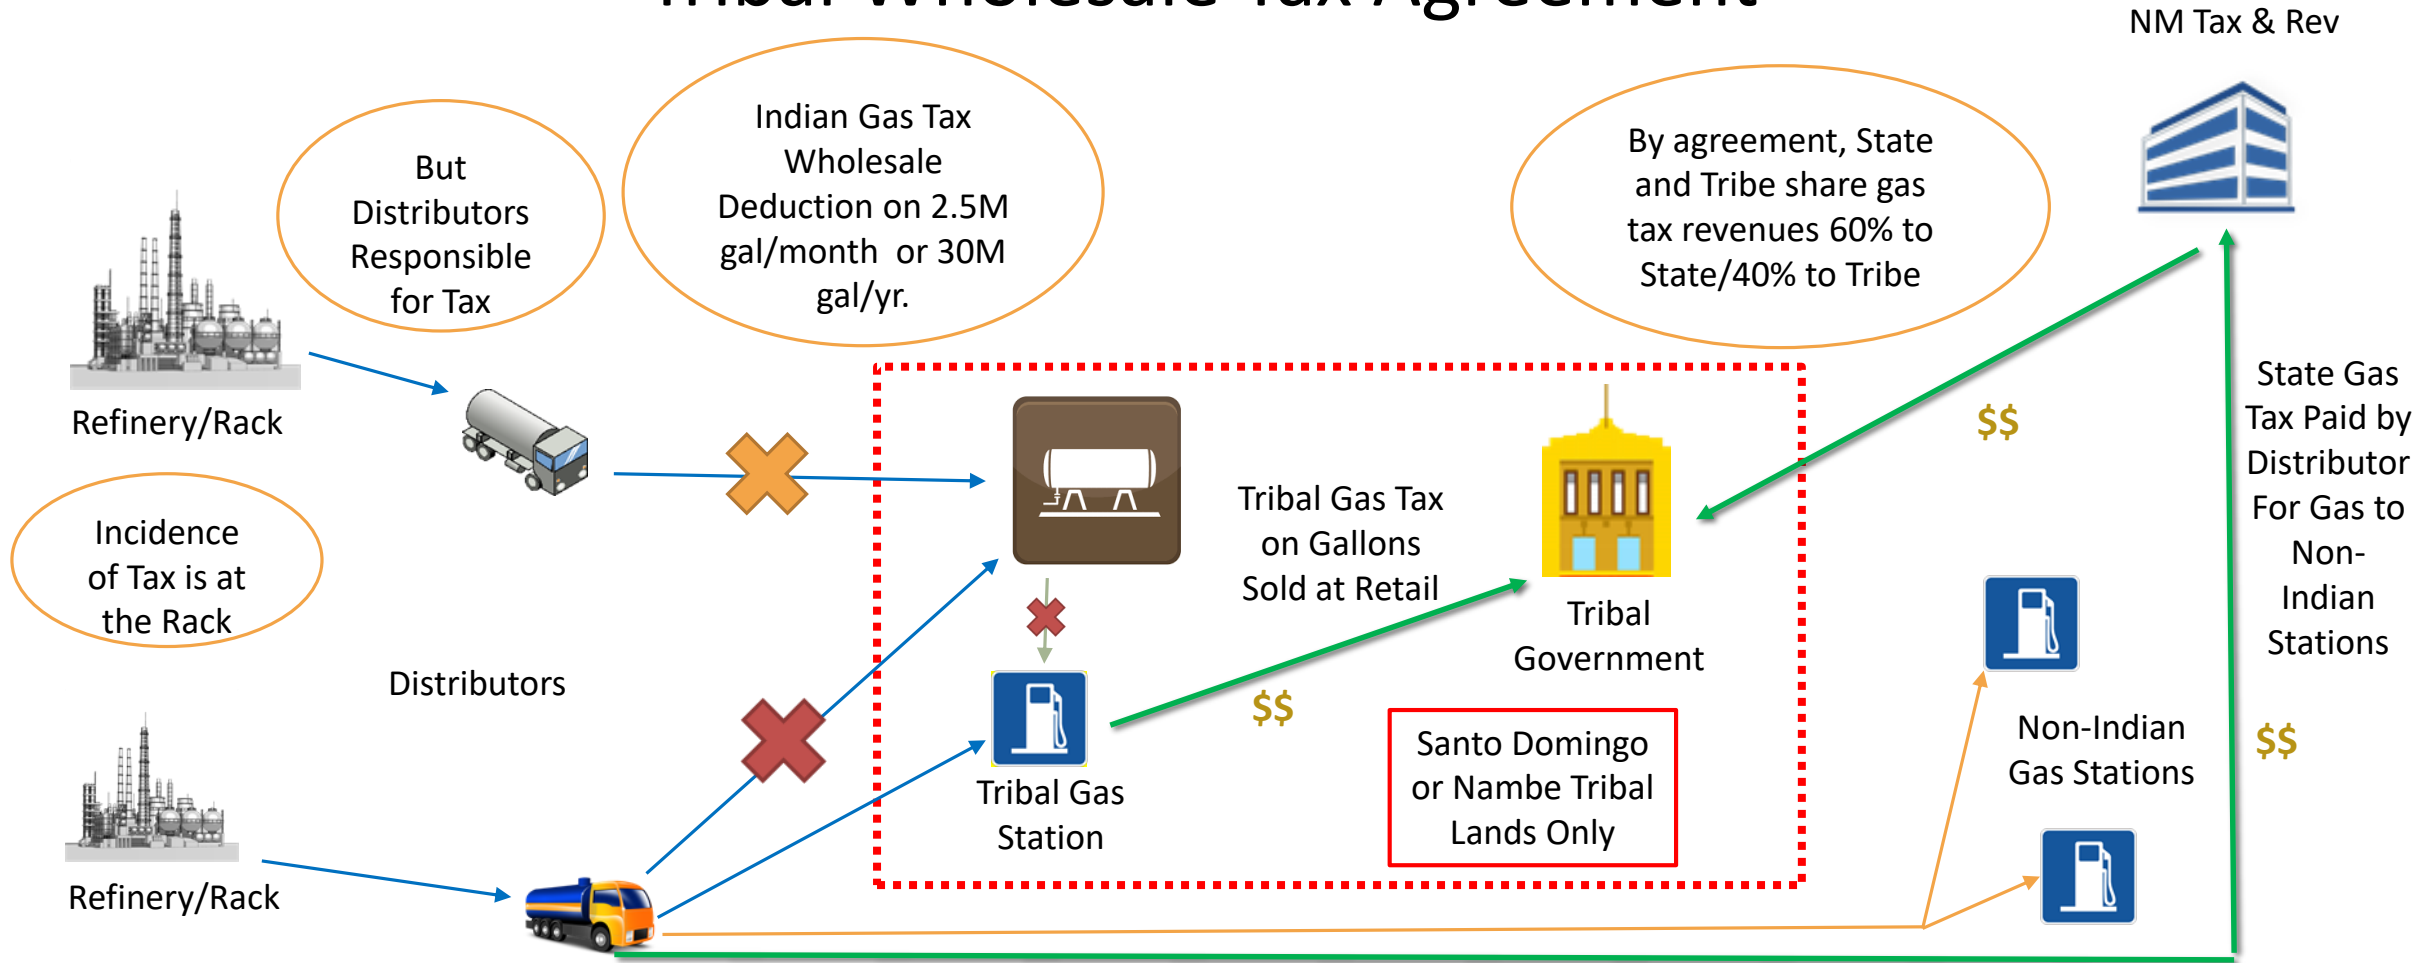 Tribal Wholesale Tax Agreement
NM Tax & Rev
But
Distributors
Responsible
for Tax
Indian Gas Tax
Wholesale
Deduction on 2.5M
gal/month or 30M
gal/yr.
By agreement, State
and Tribe share gas
tax revenues 60% to
State/40% to Tribe
Refinery/Rack
Incidence
of Tax is at
the Rack
Distributors
Refinery/Rack
Tribal Gas Tax
on Gallons
Sold at Retail
$$
Tribal Gas
Station
Tribal
Government
Santo Domingo
or Nambe Tribal
Lands Only
$$
State Gas
Tax Paid by
Distributor
For Gas to
Non-
Indian
Stations
$$
Non-Indian
Gas Stations